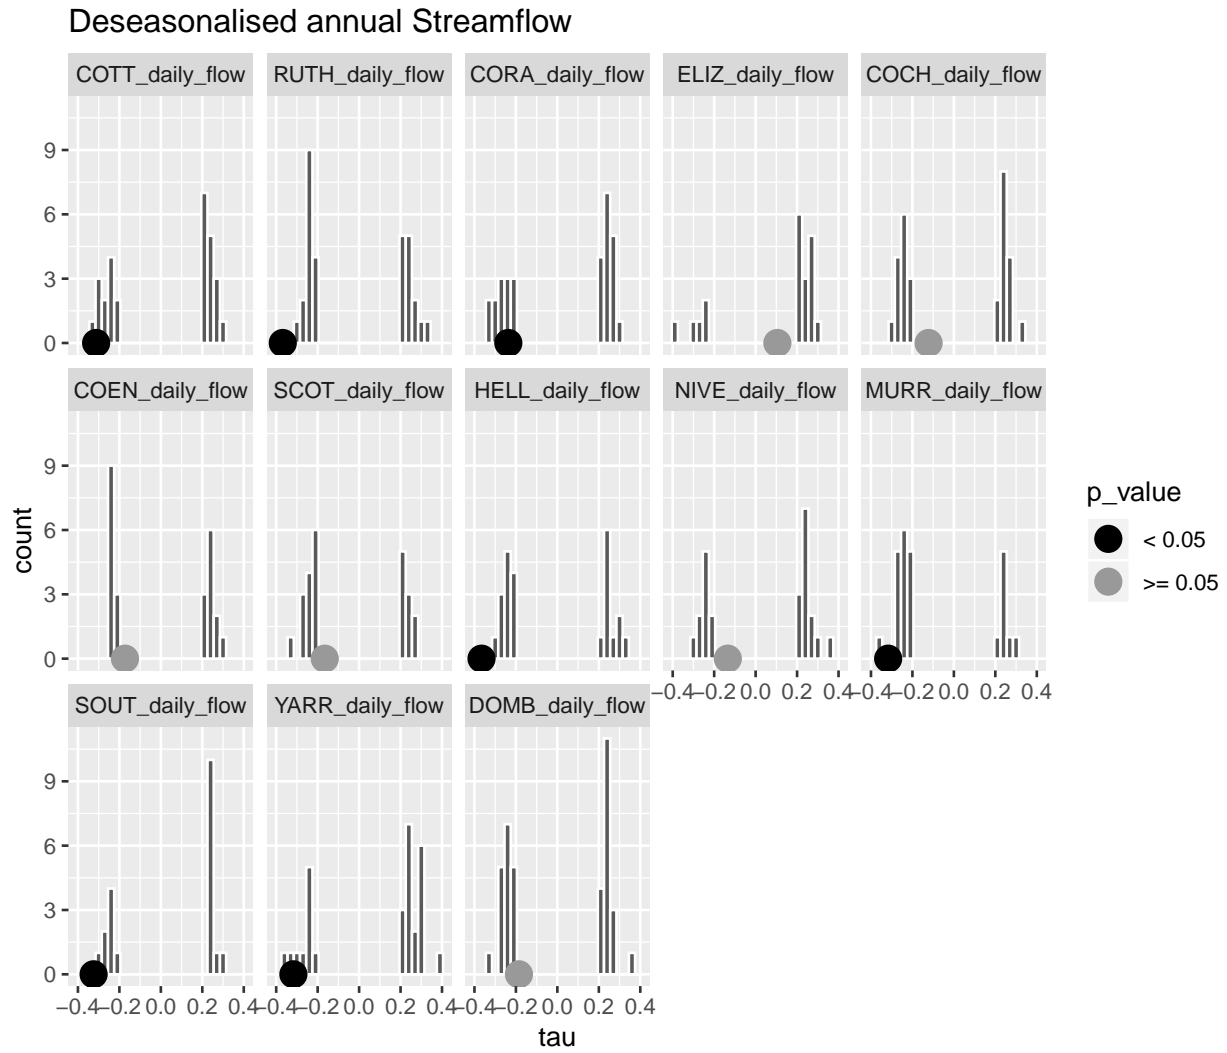 Deseasonalised annual Streamflow
COTT_daily_flow RUTH_daily_flow CORA_daily_flow ELIZ_daily_flow COCH_daily_flow
9
6
3
0
COEN_daily_flow SCOT_daily_flow HELL_daily_flow NIVE_daily_flow MURR_daily_flow
9
6
3
0
−0.4 −0.2 0.0 0.2 0.4 −0.4 −0.2 0.0 0.2 0.4
SOUT_daily_flow YARR_daily_flow DOMB_daily_flow
9
6
3
0
−0.4 −0.2 0.0 0.2 0.4 −0.4 −0.2 0.0 0.2 0.4 −0.4 −0.2 0.0 0.2 0.4
tau
count
p_value
< 0.05
>= 0.05